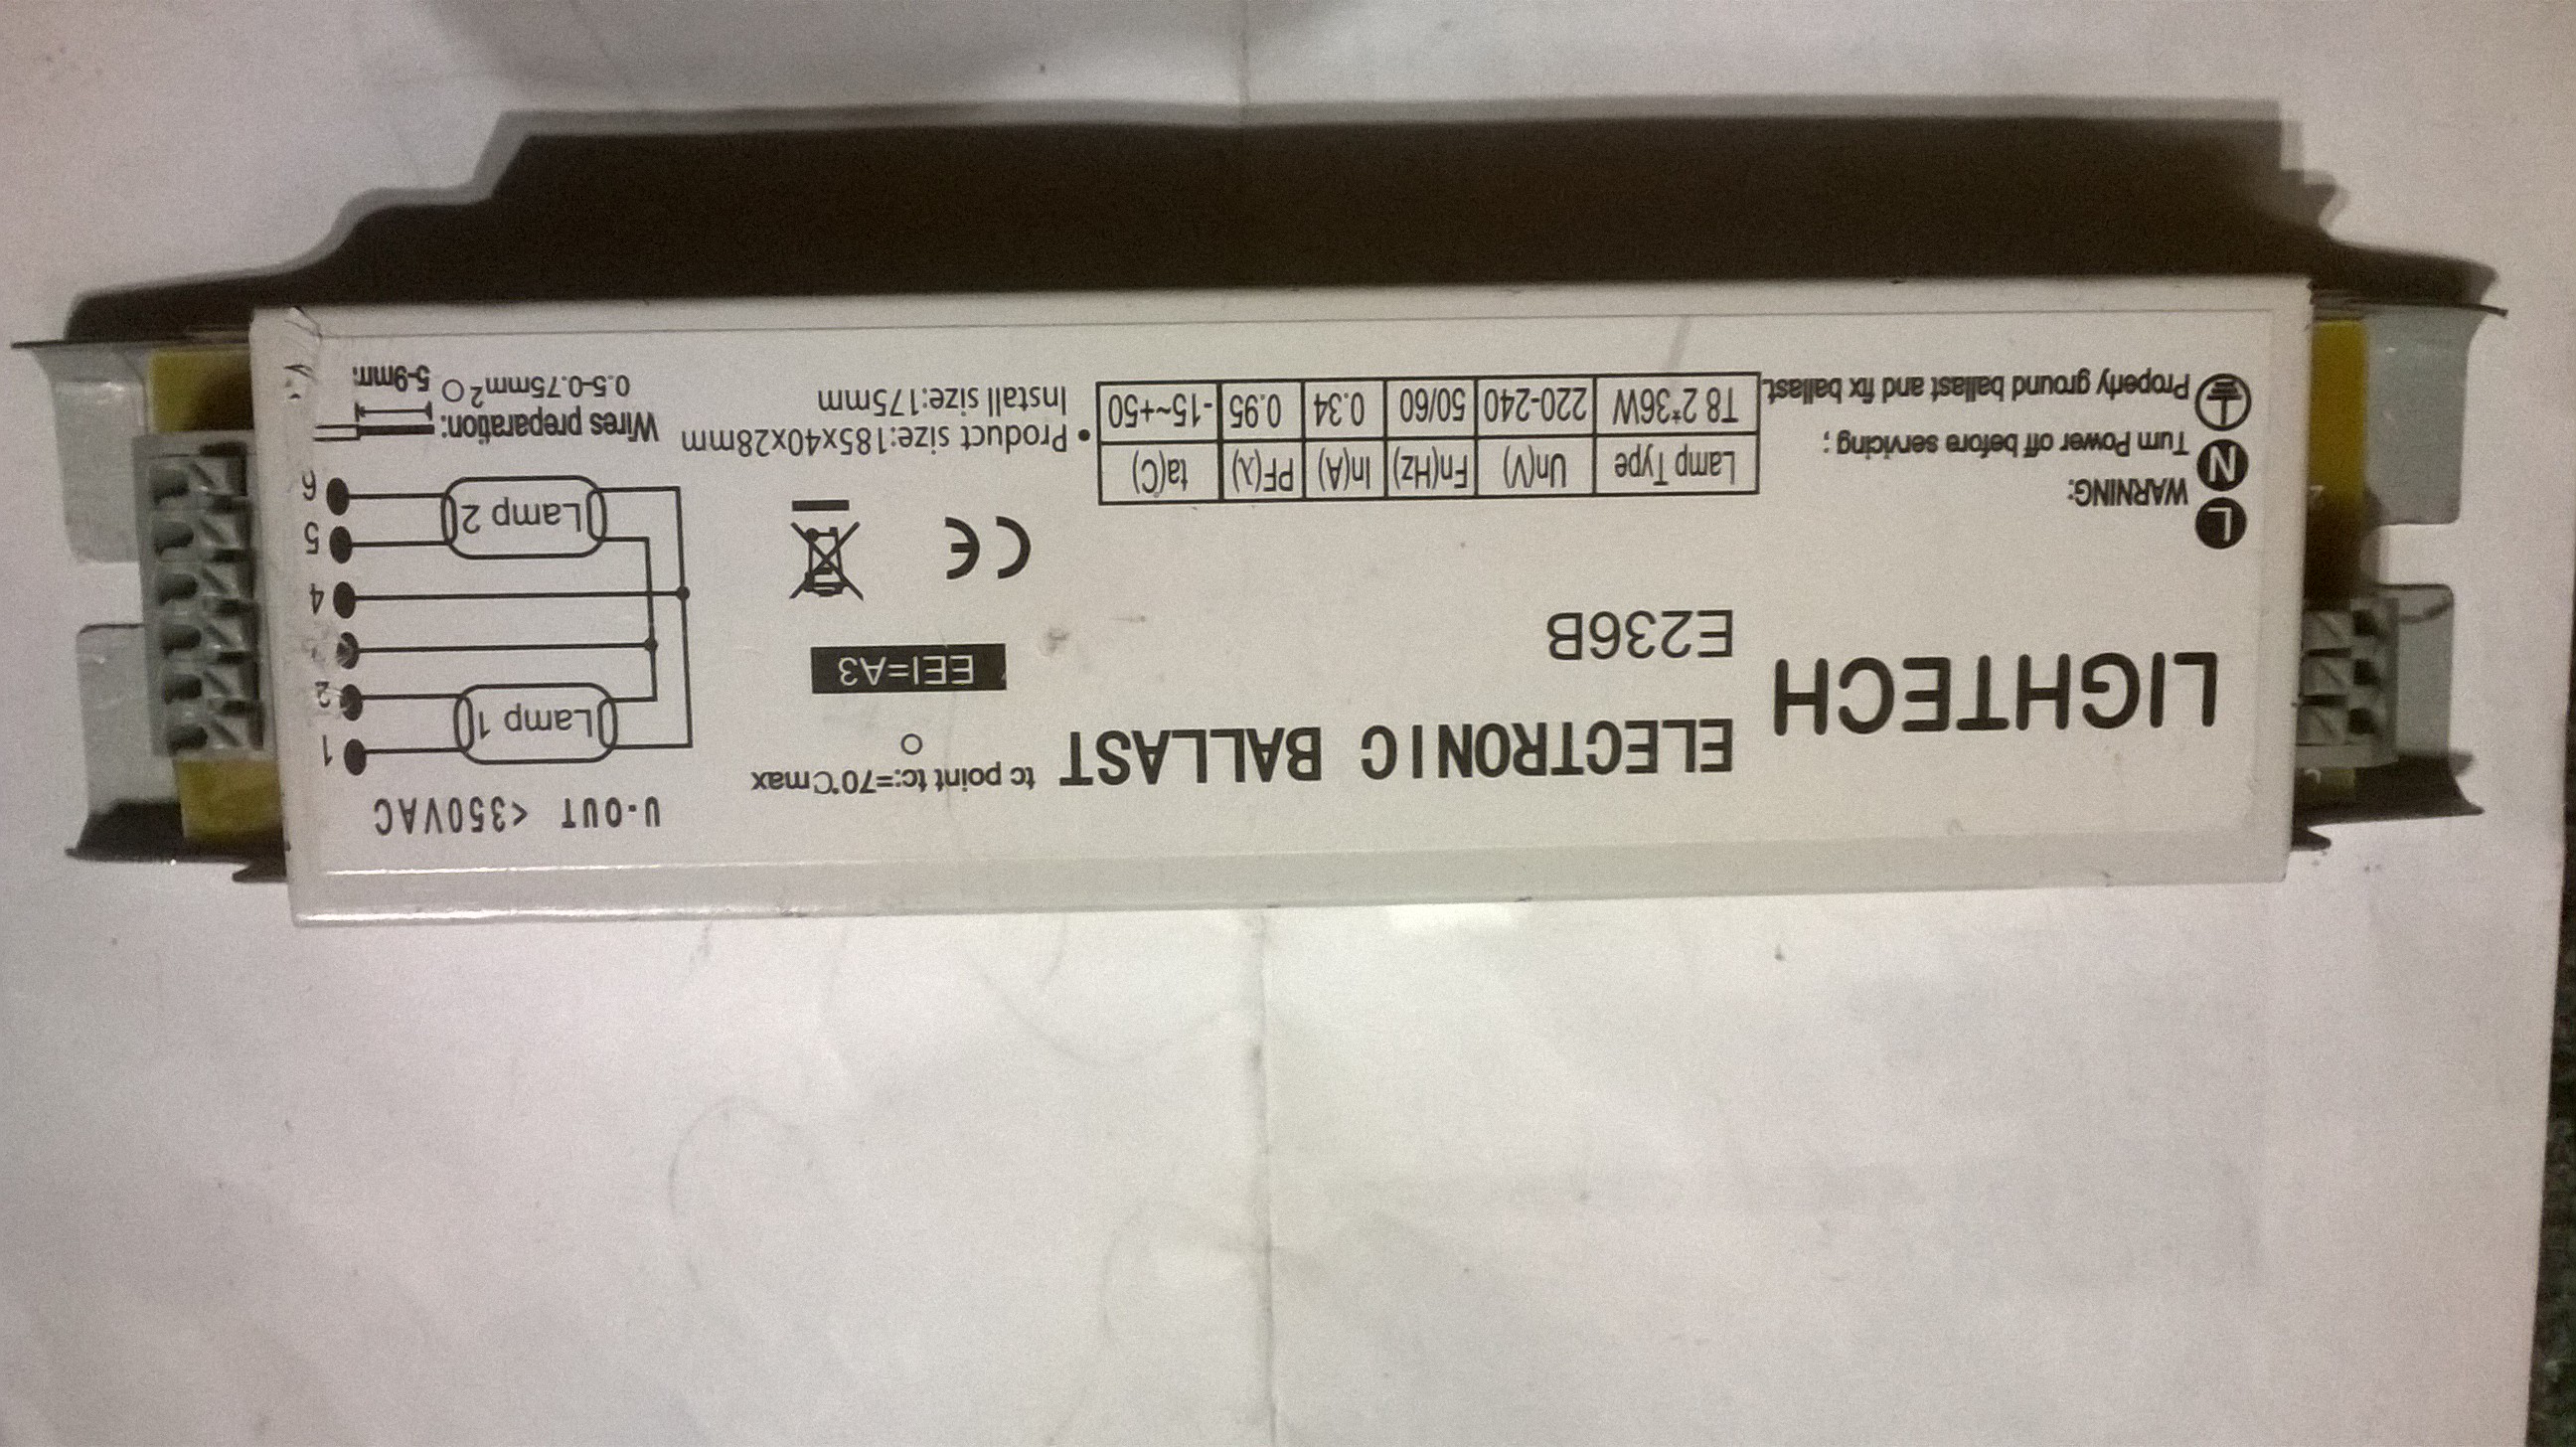 LIGHTECH
ELECTRONIC BALLAST
E236B
L
N
WARNING:
Turn Power off before servicing ;
Properly ground ballast and fix ballast.
Lamp Type Un(V) Fn(Hz) In(A) PF(λ) ta(C)
T8 2*36W 220-240 50/60 0.34 0.95 -15~+50
tc point tc:=70°Cmax
EEI=A3
CE
• Product size:185x40x28mm
Install size:175mm
U-OUT <350VAC
Lamp 1
1
2
4
5
6
Lamp 2
Wires preparation:
0.5-0.75mm² 5-9mm